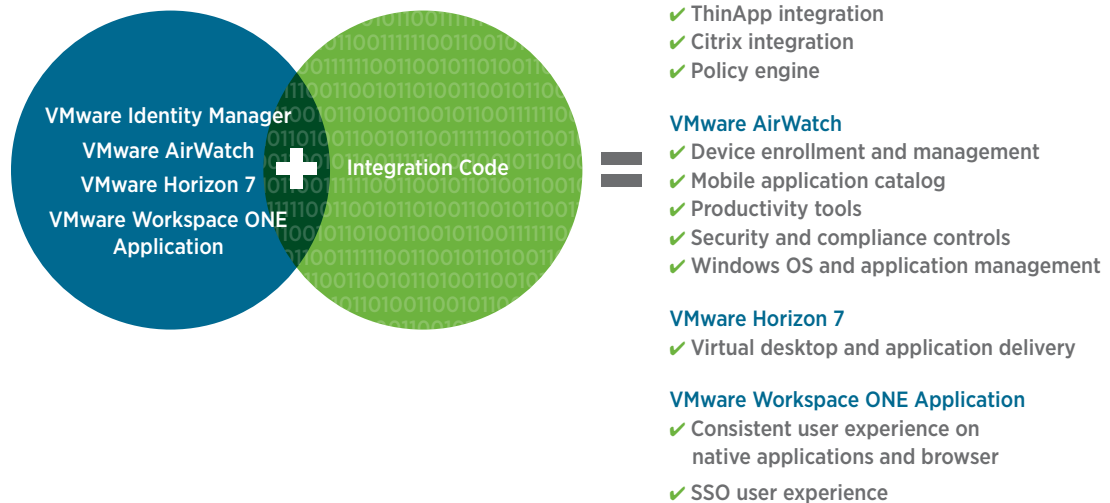 VMware Identity Manager
VMware AirWatch
VMware Horizon 7
VMware Workspace ONE
Application
Integration Code
✔ ThinApp integration
✔ Citrix integration
✔ Policy engine
VMware AirWatch
✔ Device enrollment and management
✔ Mobile application catalog
✔ Productivity tools
✔ Security and compliance controls
✔ Windows OS and application management
VMware Horizon 7
✔ Virtual desktop and application delivery
VMware Workspace ONE Application
✔ Consistent user experience on
native applications and browser
✔ SSO user experience